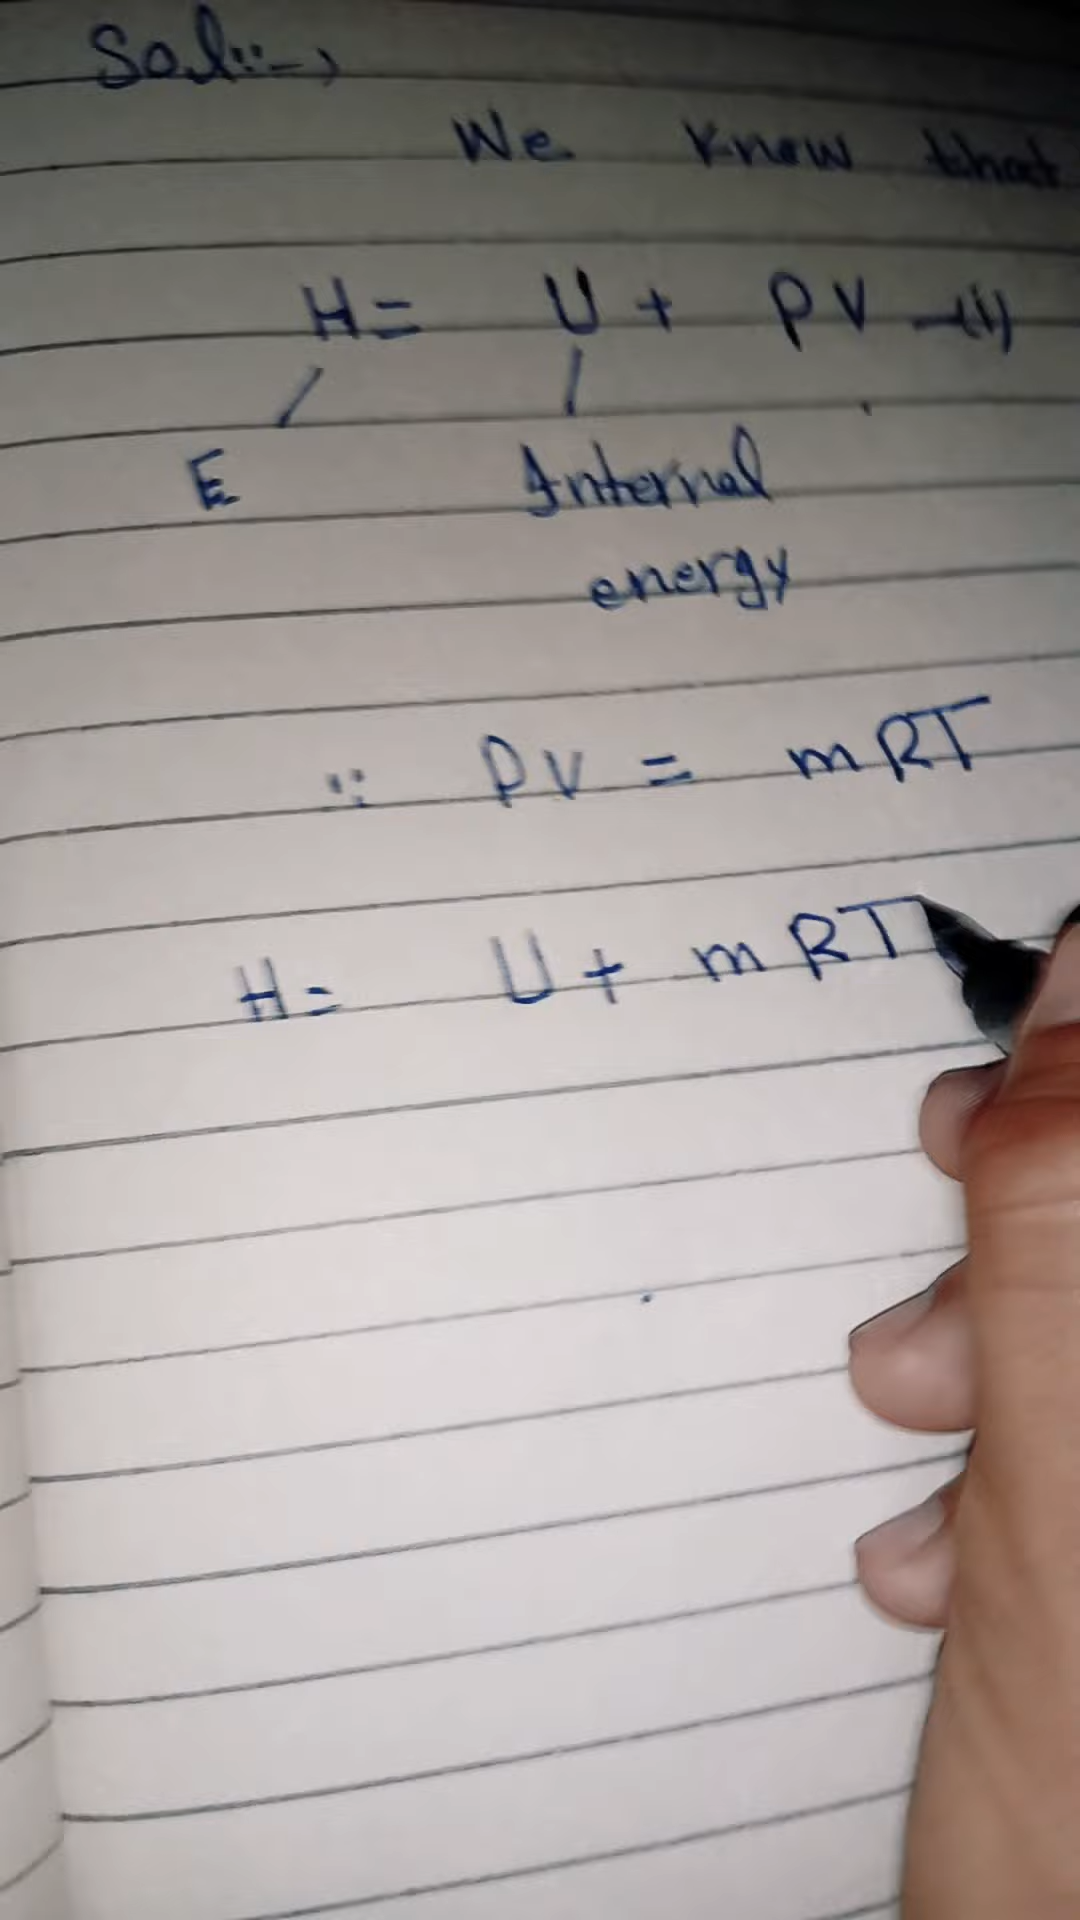 Sol::->
We Know that
H = U + PV -(i)
E Internal
energy
∵ PV = mRT
H = U + mRT